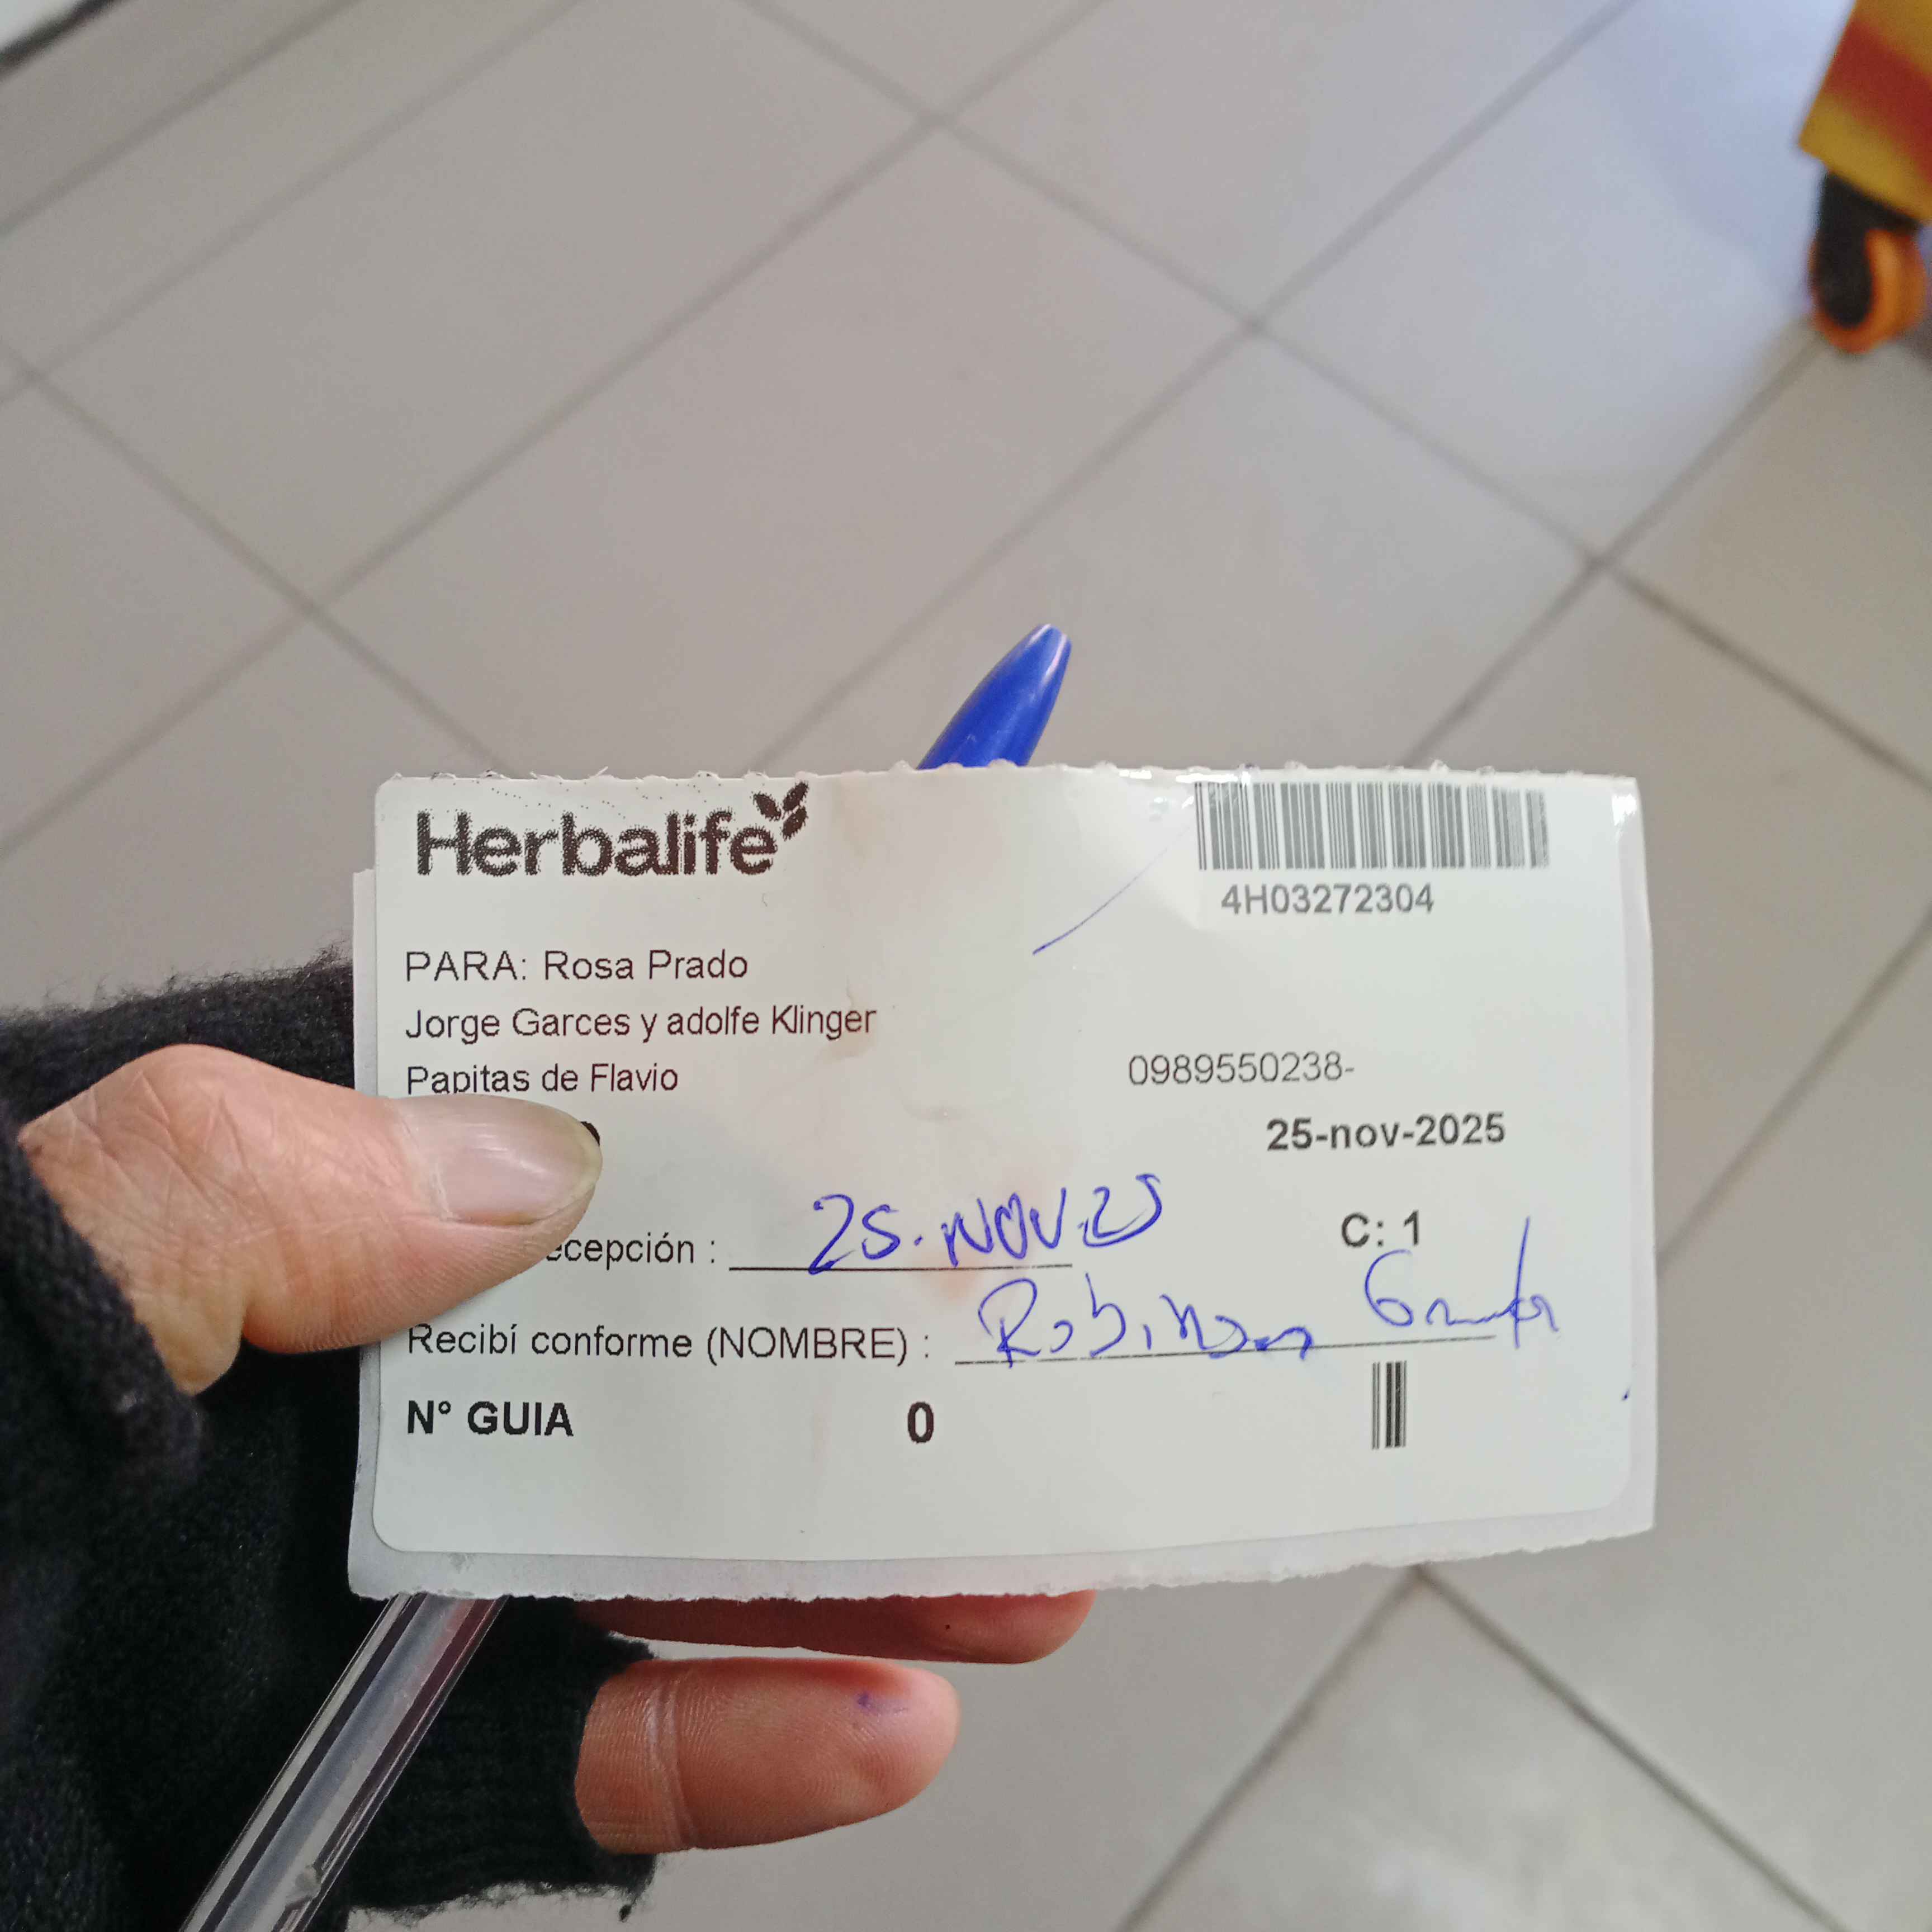 Herbalife
4H03272304
PARA: Rosa Prado
Jorge Garces y adolfe Klinger
Papitas de Flavio
0989550238-
25-nov-2025
ecepción : 25.NOV.25
C: 1
Recibí conforme (NOMBRE) : Robinson
N° GUIA 0